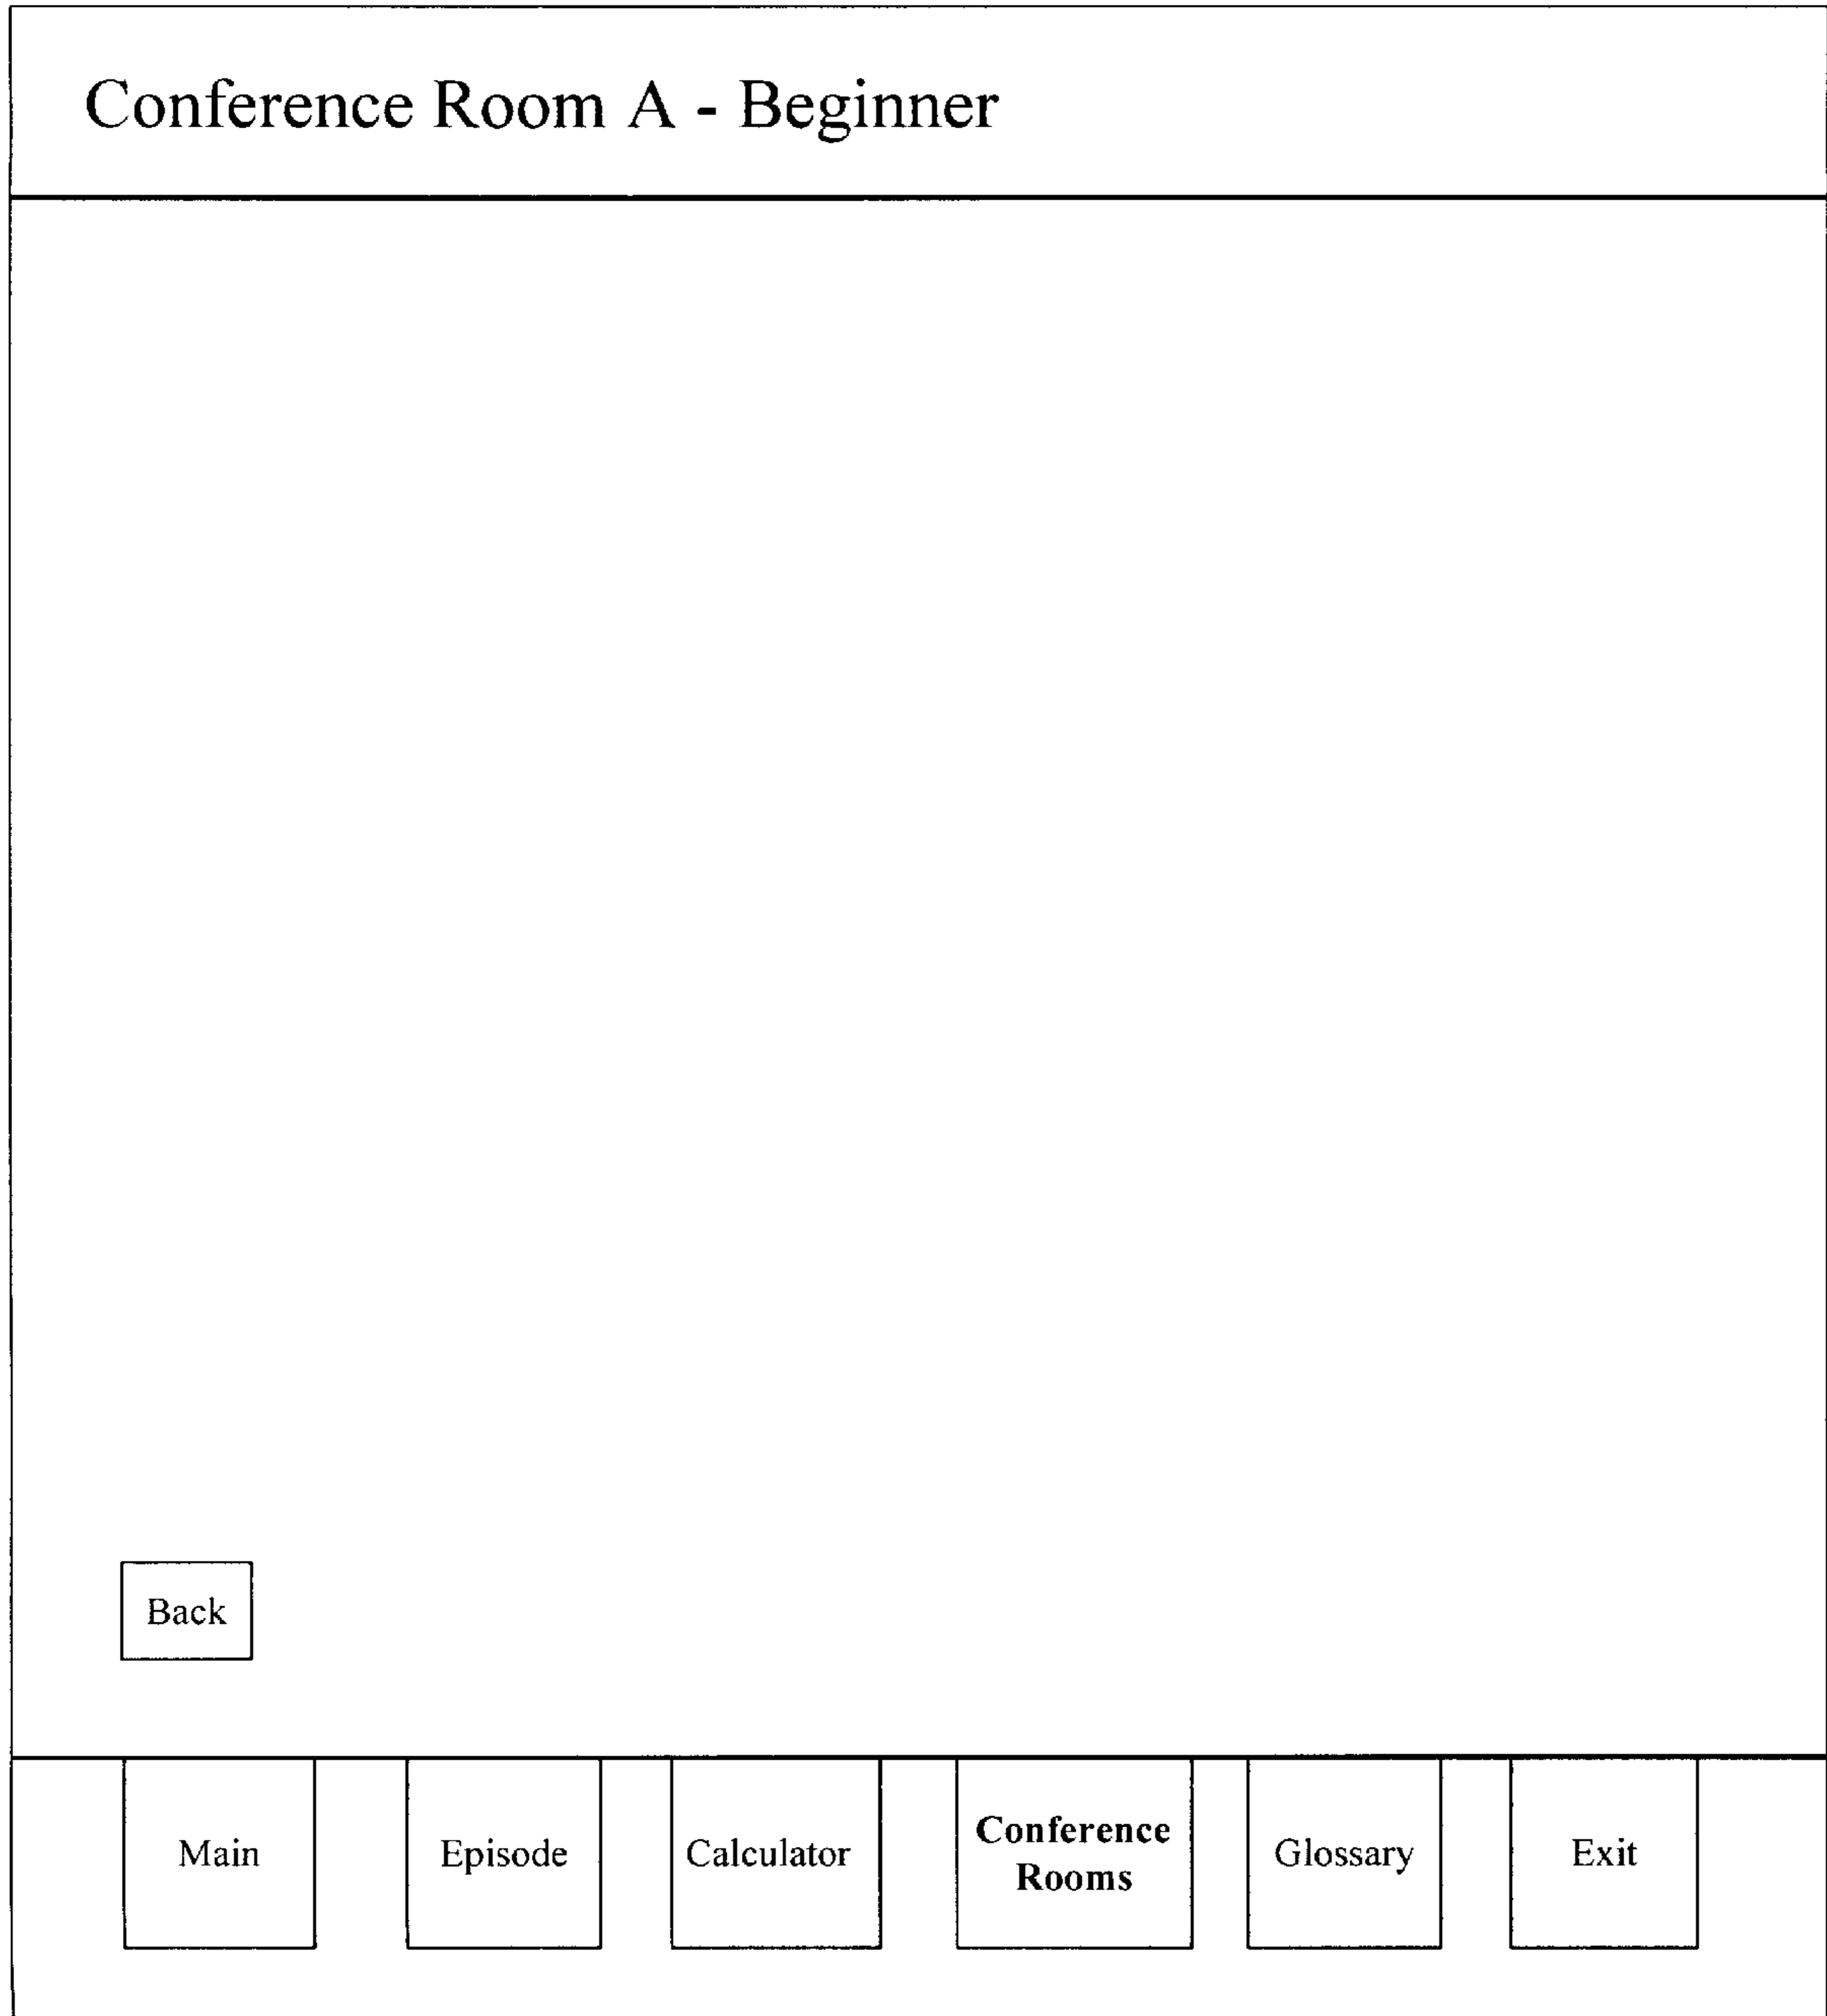 Conference Room A - Beginner
Back
Main
Episode
Calculator
Conference
Rooms
Glossary
Exit